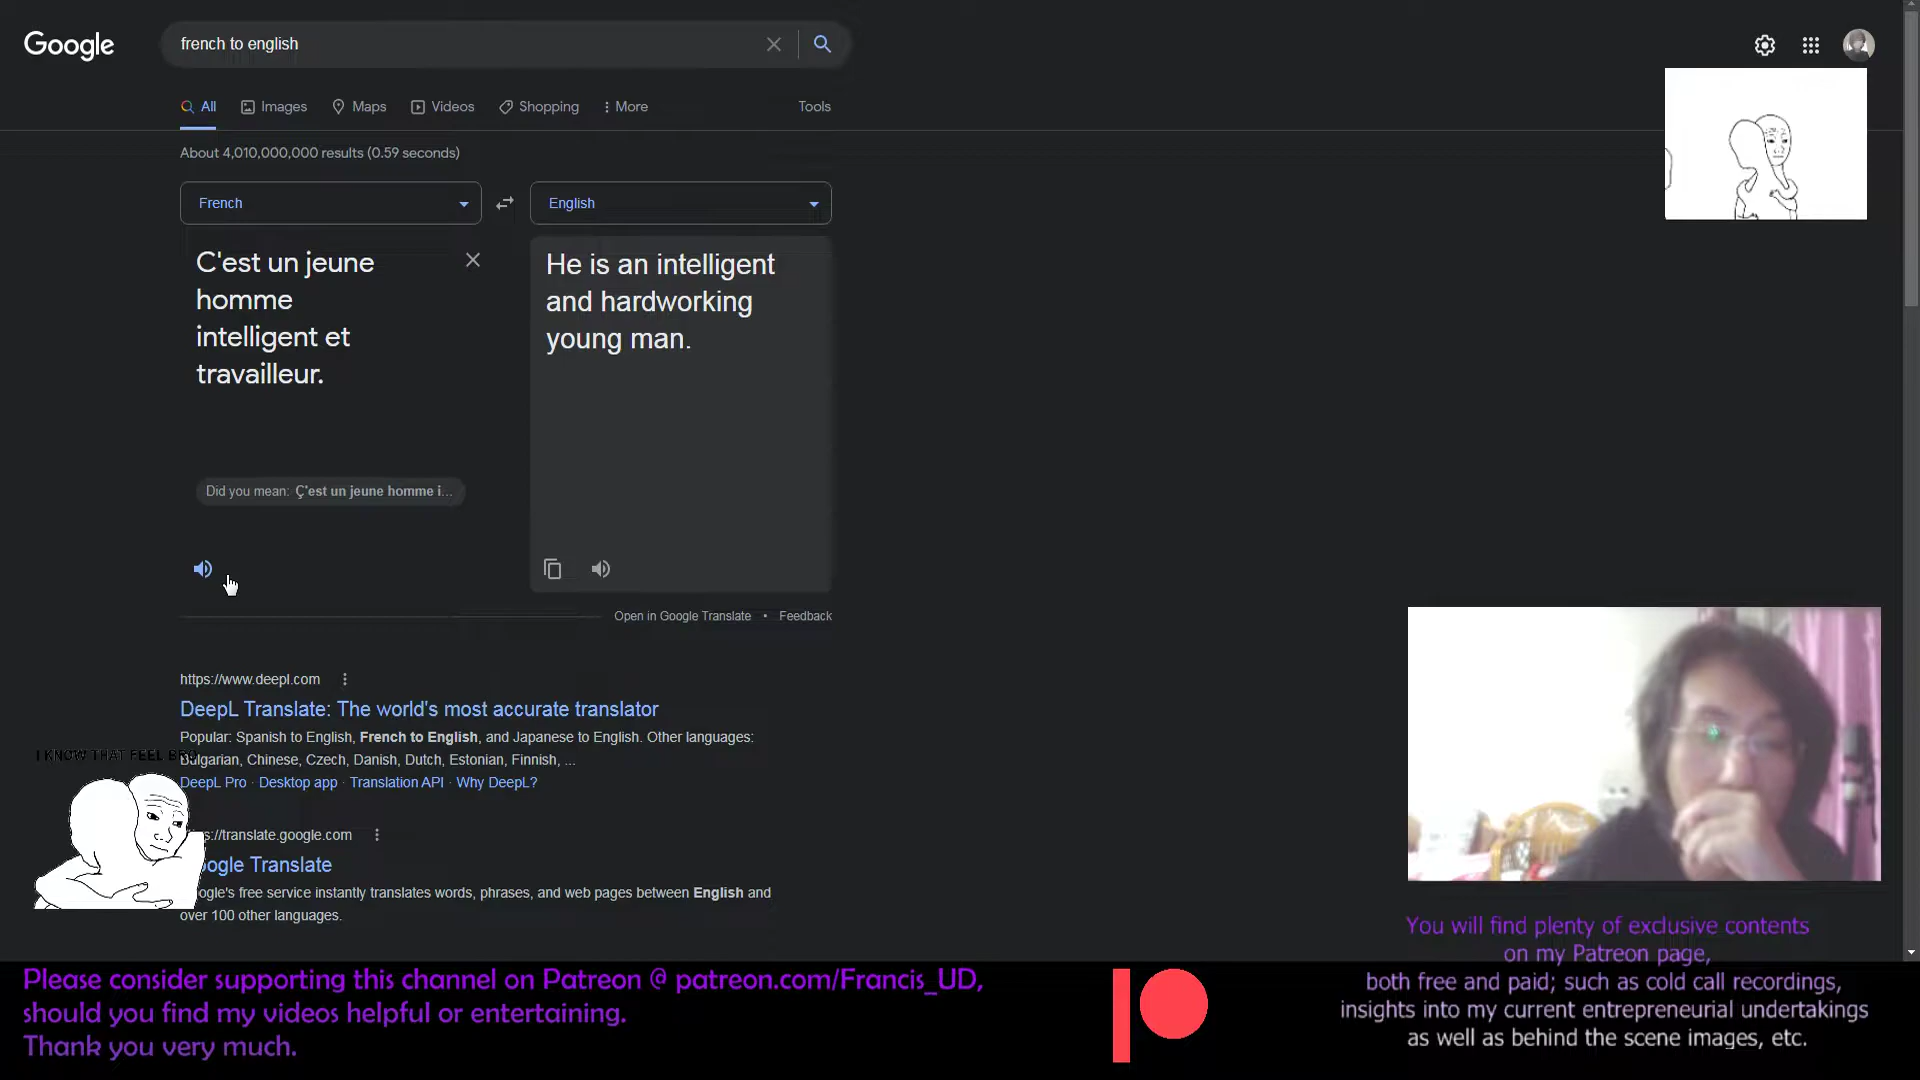 Google
french to english
All
Images
Maps
Videos
Shopping
More
Tools
About 4,010,000,000 results (0.59 seconds)
French
English
C'est un jeune
homme
intelligent et
travailleur.
He is an intelligent
and hardworking
young man.
Did you mean: Ç'est un jeune homme i...
Open in Google Translate • Feedback
https://www.deepl.com
DeepL Translate: The world's most accurate translator
Popular: Spanish to English, French to English, and Japanese to English. Other languages:
Bulgarian, Chinese, Czech, Danish, Dutch, Estonian, Finnish, ...
DeepL Pro · Desktop app · Translation API · Why DeepL?
I KNOW THAT FEEL BRO
s://translate.google.com
ogle Translate
ogle's free service instantly translates words, phrases, and web pages between English and
over 100 other languages.
You will find plenty of exclusive contents
on my Patreon page,
both free and paid; such as cold call recordings,
insights into my current entrepreneurial undertakings
as well as behind the scene images, etc.
Please consider supporting this channel on Patreon @ patreon.com/Francis_UD,
should you find my videos helpful or entertaining.
Thank you very much.